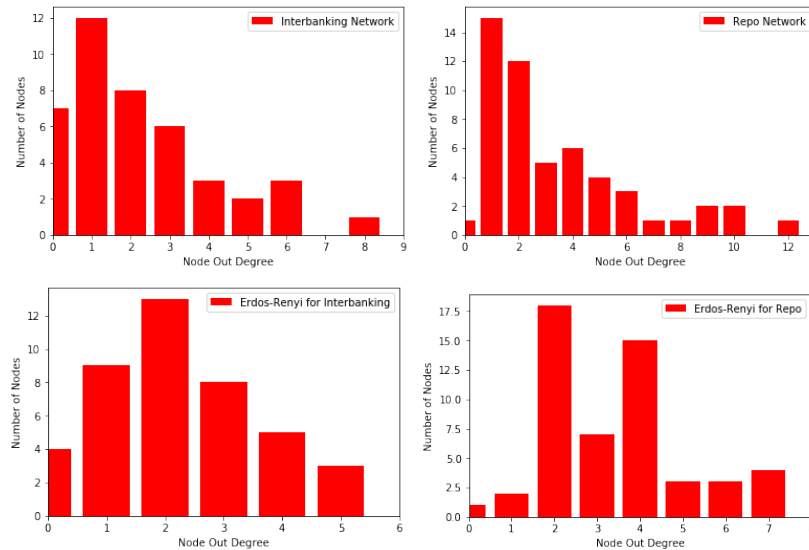 Interbanking Network
12
10
8
6
4
2
0
Number of Nodes
0 1 2 3 4 5 6 7 8 9
Node Out Degree
Repo Network
14
12
10
8
6
4
2
0
Number of Nodes
0 2 4 6 8 10 12
Node Out Degree
Erdos-Renyi for Interbanking
12
10
8
6
4
2
0
Number of Nodes
0 1 2 3 4 5 6
Node Out Degree
Erdos-Renyi for Repo
17.5
15.0
12.5
10.0
7.5
5.0
2.5
0.0
Number of Nodes
0 1 2 3 4 5 6 7
Node Out Degree